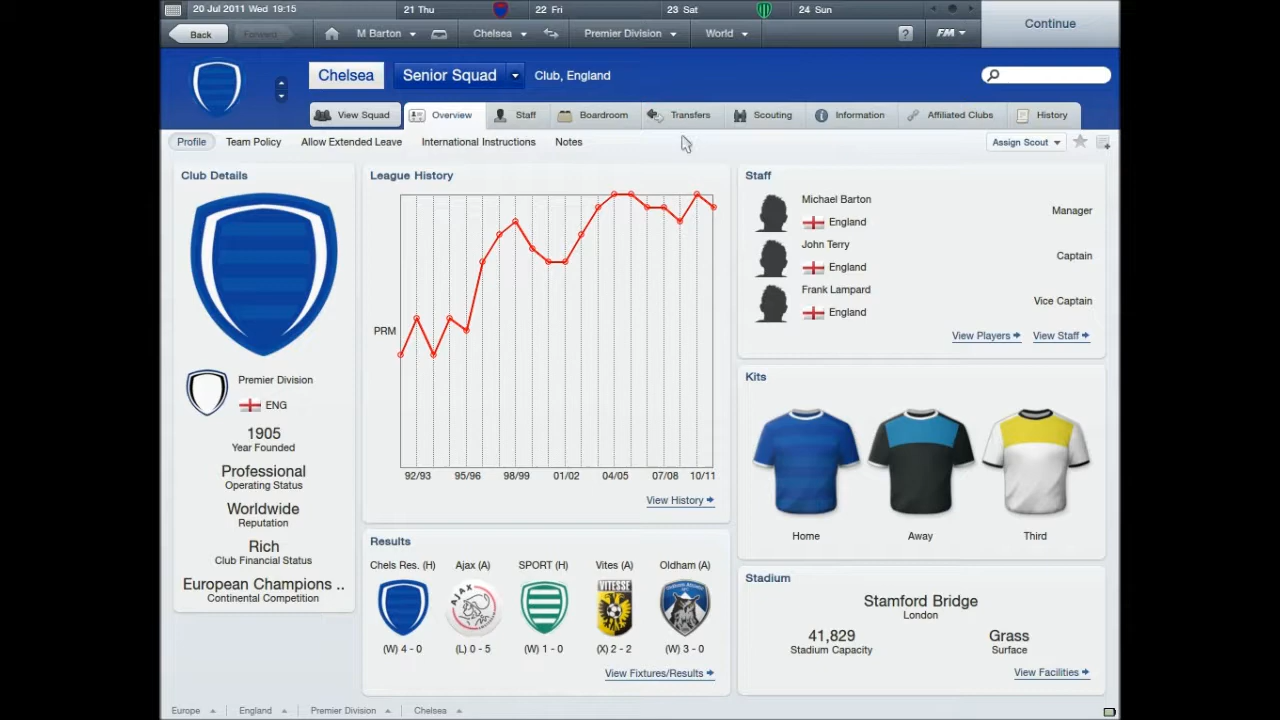 20 Jul 2011 Wed 19:15
21 Thu
22 Fri
23 Sat
24 Sun
Continue
Back
Forward
M Barton
Chelsea
Premier Division
World
?
FM
Chelsea
Senior Squad
Club, England
View Squad
Overview
Staff
Boardroom
Transfers
Scouting
Information
Affiliated Clubs
History
Profile
Team Policy
Allow Extended Leave
International Instructions
Notes
Assign Scout
Club Details
Premier Division
ENG
1905
Year Founded
Professional
Operating Status
Worldwide
Reputation
Rich
Club Financial Status
European Champions ..
Continental Competition
League History
PRM
92/93
95/96
98/99
01/02
04/05
07/08
10/11
View History
Results
Chels Res. (H)
Ajax (A)
SPORT (H)
Vites (A)
Oldham (A)
AJAX
VITESSE
(W) 4 - 0
(L) 0 - 5
(W) 1 - 0
(X) 2 - 2
(W) 3 - 0
View Fixtures/Results
Staff
Michael Barton
England
Manager
John Terry
England
Captain
Frank Lampard
England
Vice Captain
View Players
View Staff
Kits
Home
Away
Third
Stadium
Stamford Bridge
London
41,829
Stadium Capacity
Grass
Surface
View Facilities
Europe
England
Premier Division
Chelsea